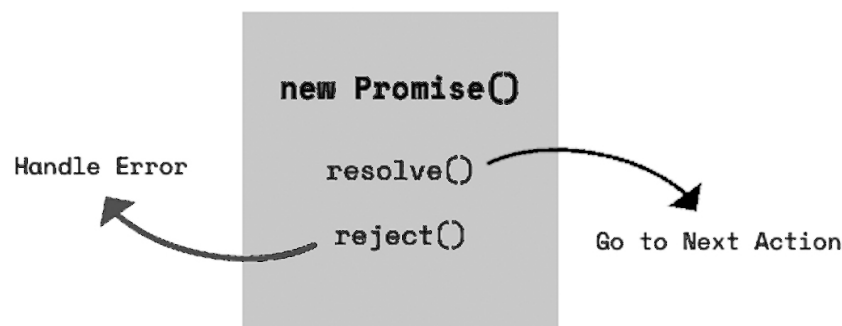 new Promise()
Handle Error
resolve()
reject()
Go to Next Action